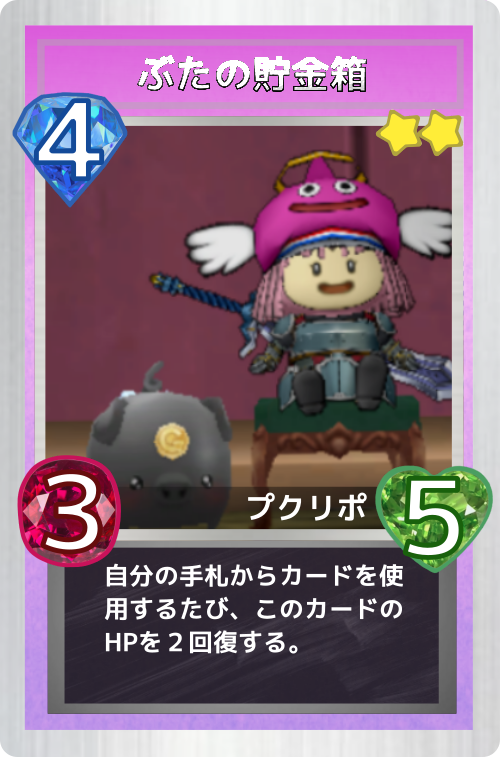 ぶたの貯金箱
4
プクリポ
3
5
自分の手札からカードを使
用するたび、このカードの
HPを２回復する。